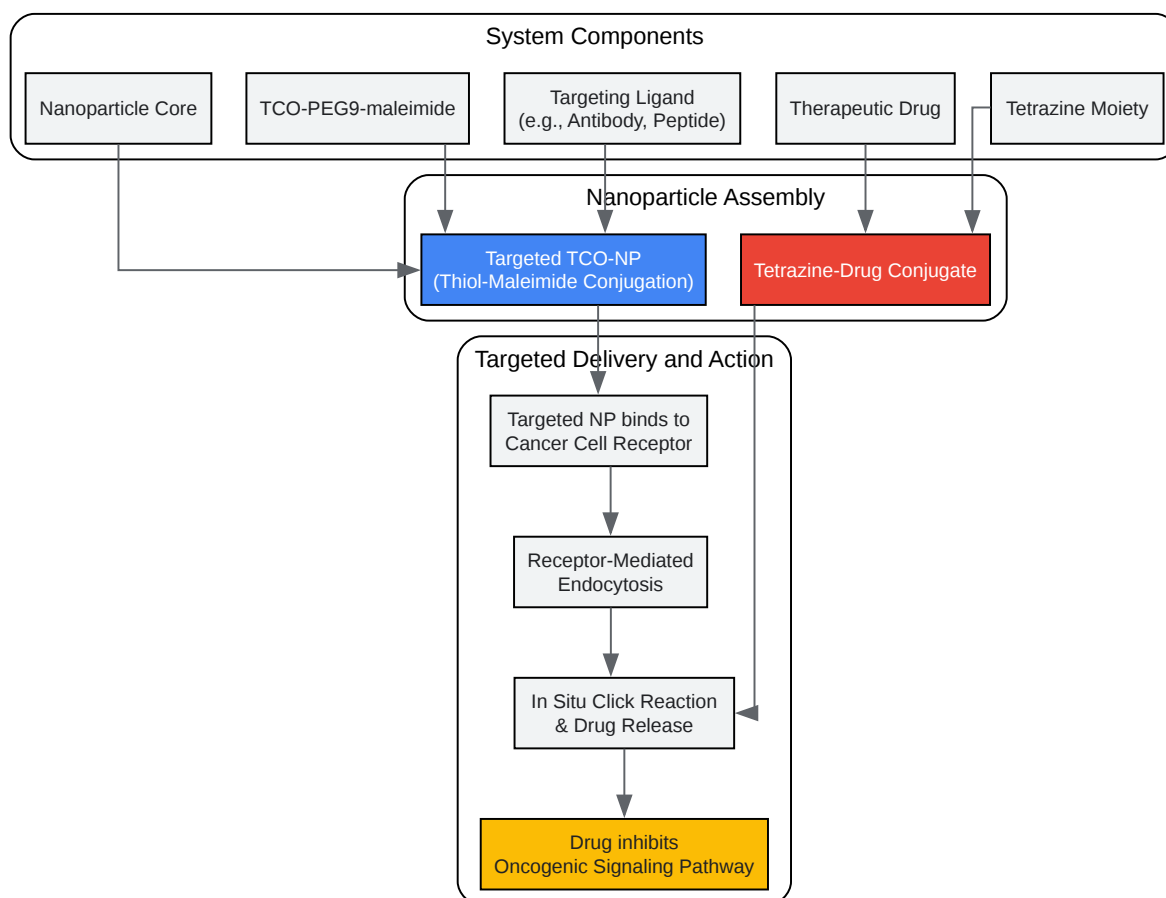 System Components
Nanoparticle Core
TCO-PEG9-maleimide
Targeting Ligand
(e.g., Antibody, Peptide)
Therapeutic Drug
Tetrazine Moiety
Nanoparticle Assembly
Targeted TCO-NP
(Thiol-Maleimide Conjugation)
Tetrazine-Drug Conjugate
Targeted Delivery and Action
Targeted NP binds to
Cancer Cell Receptor
Receptor-Mediated
Endocytosis
In Situ Click Reaction
& Drug Release
Drug inhibits
Oncogenic Signaling Pathway